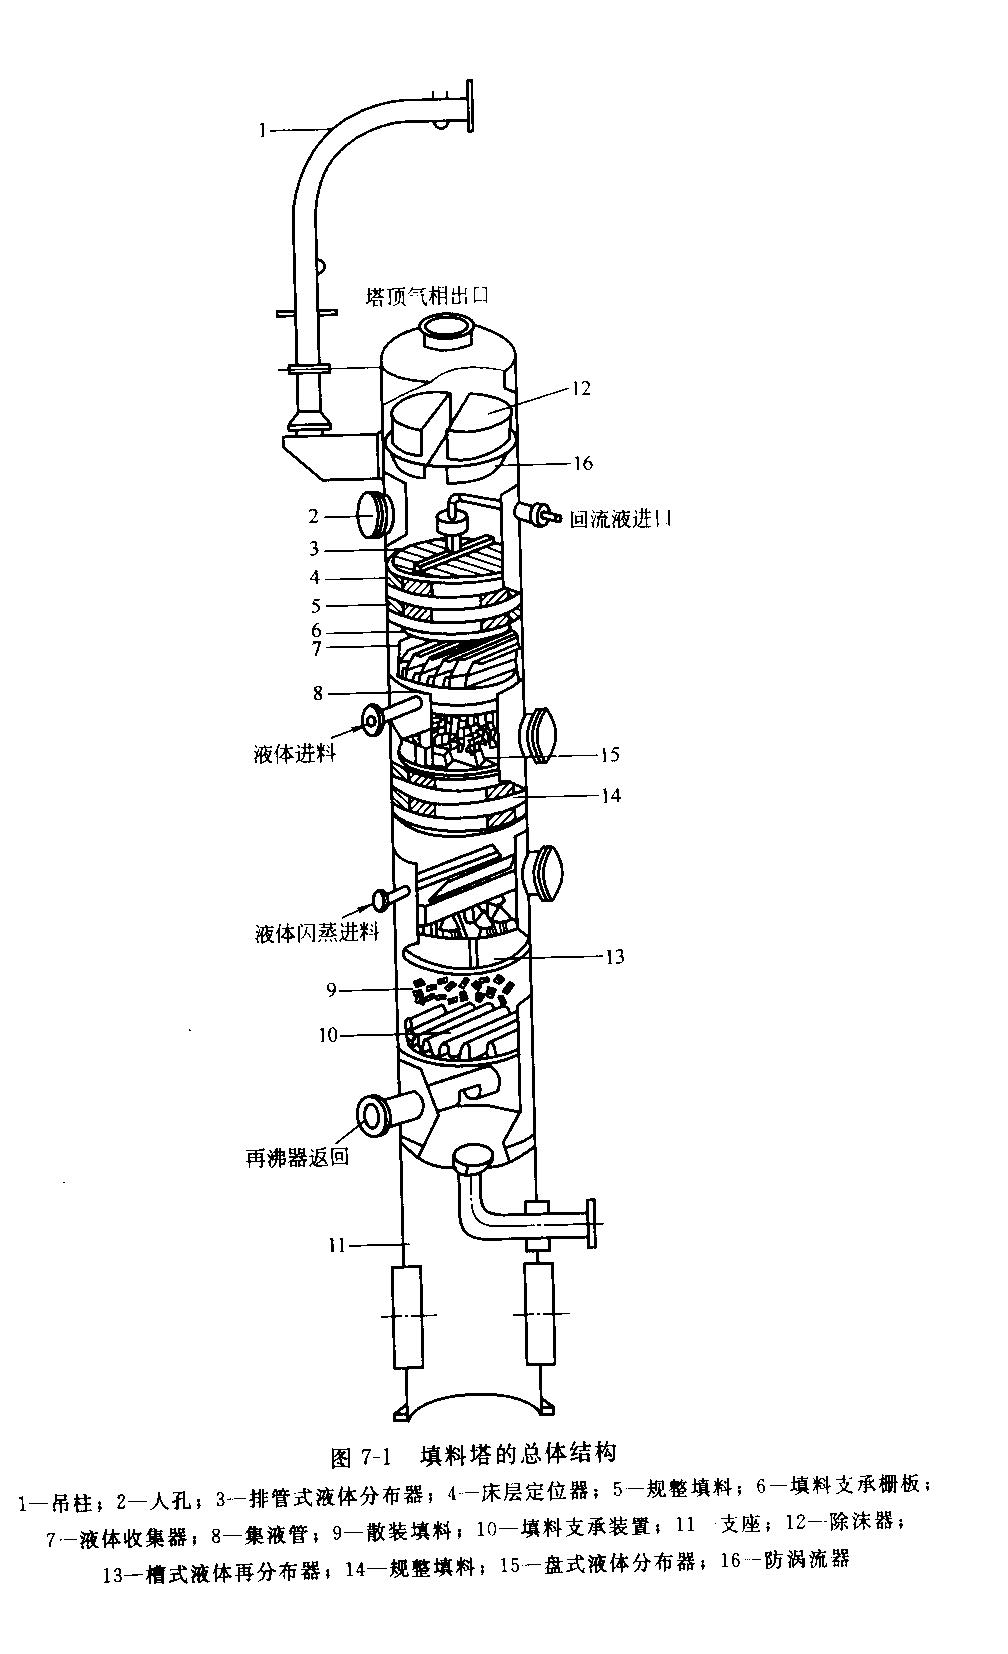 1
塔顶气相出口
12
16
2
回流液进口
3
4
5
6
7
8
液体进料
15
14
液体闪蒸进料
13
9
10
再沸器返回
11
图 7-1 填料塔的总体结构
1—吊柱；2—人孔；3—排管式液体分布器；4—床层定位器；5—规整填料；6—填料支承栅板；
7—液体收集器；8—集液管；9—散装填料；10—填料支承装置；11 支座；12—除沫器；
13—槽式液体再分布器；14—规整填料；15—盘式液体分布器；16—防涡流器